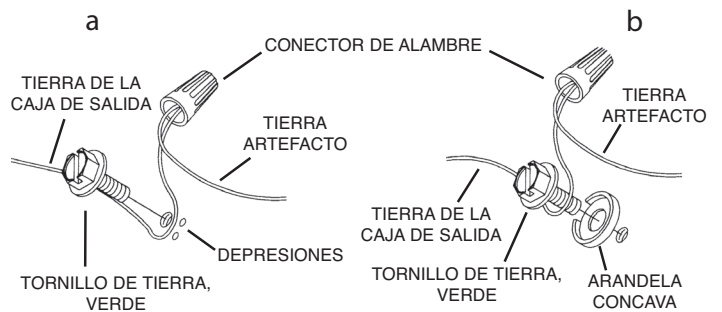 a
b
CONECTOR DE ALAMBRE
TIERRA DE LA
CAJA DE SALIDA
TIERRA
ARTEFACTO
DEPRESIONES
TORNILLO DE TIERRA,
VERDE
TIERRA
ARTEFACTO
TIERRA DE LA
CAJA DE SALIDA
TORNILLO DE TIERRA,
VERDE
ARANDELA
CONCAVA